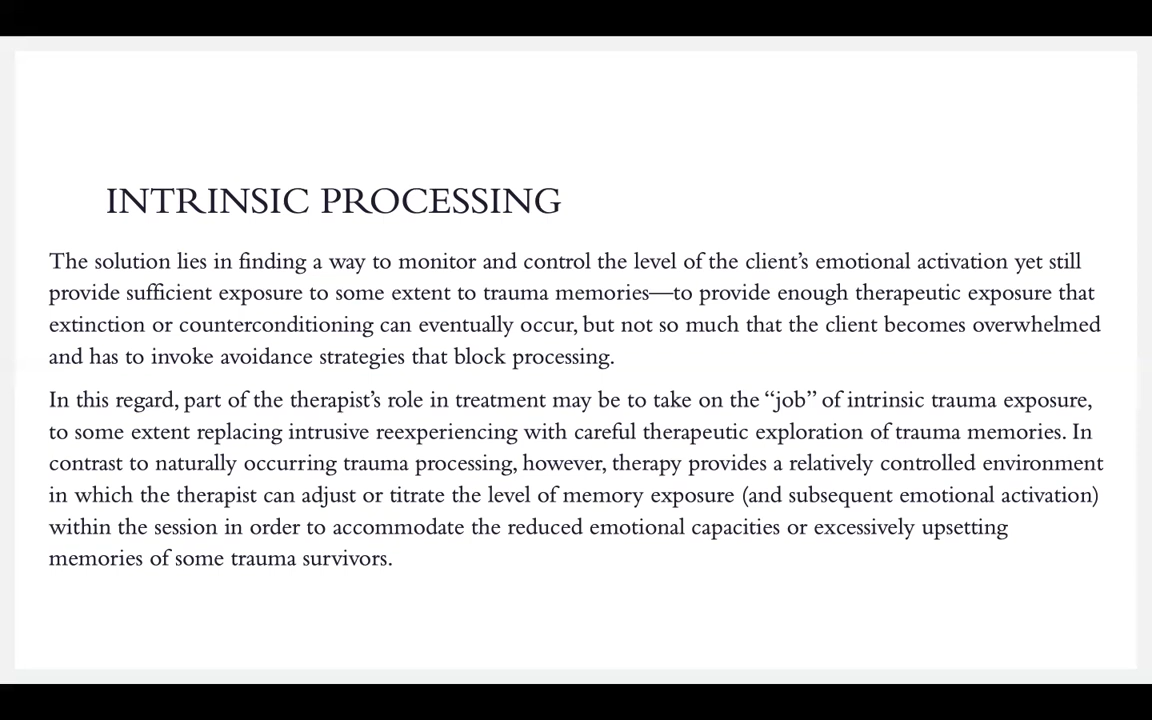 INTRINSIC PROCESSING
The solution lies in finding a way to monitor and control the level of the client’s emotional activation yet still
provide sufficient exposure to some extent to trauma memories—to provide enough therapeutic exposure that
extinction or counterconditioning can eventually occur, but not so much that the client becomes overwhelmed
and has to invoke avoidance strategies that block processing.
In this regard, part of the therapist’s role in treatment may be to take on the “job” of intrinsic trauma exposure,
to some extent replacing intrusive reexperiencing with careful therapeutic exploration of trauma memories. In
contrast to naturally occurring trauma processing, however, therapy provides a relatively controlled environment
in which the therapist can adjust or titrate the level of memory exposure (and subsequent emotional activation)
within the session in order to accommodate the reduced emotional capacities or excessively upsetting
memories of some trauma survivors.